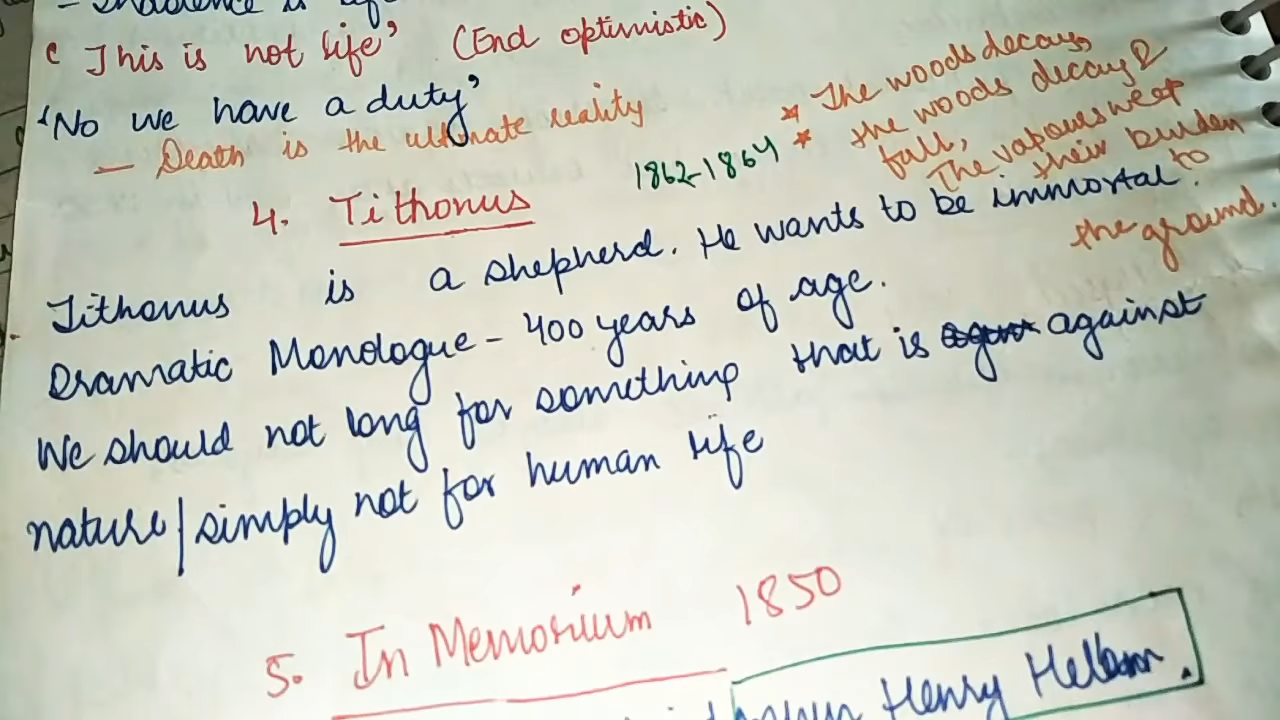 ' This is not life' (End optimistic)
'No we have a duty'
— Death is the ultimate reality
* The woods decay,
* the woods decay &
fall,
The vapours weep
their burden
to
the ground.
1862-1864
4. Tithonus
Tithonus is a shepherd. He wants to be immortal.
Dramatic Monologue - 400 years of age.
We should not long for something that is against
nature/simply not for human life
5. In Memorium 1850
Henry Hellam.